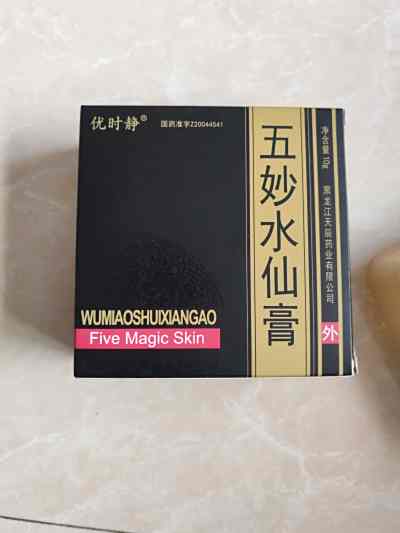 优时静®
国药准字Z20044541
五妙水仙膏
净含量 10g
黑龙江天辰药业有限公司
外
WUMIAOSHUIXIANGAO
Five Magic Skin